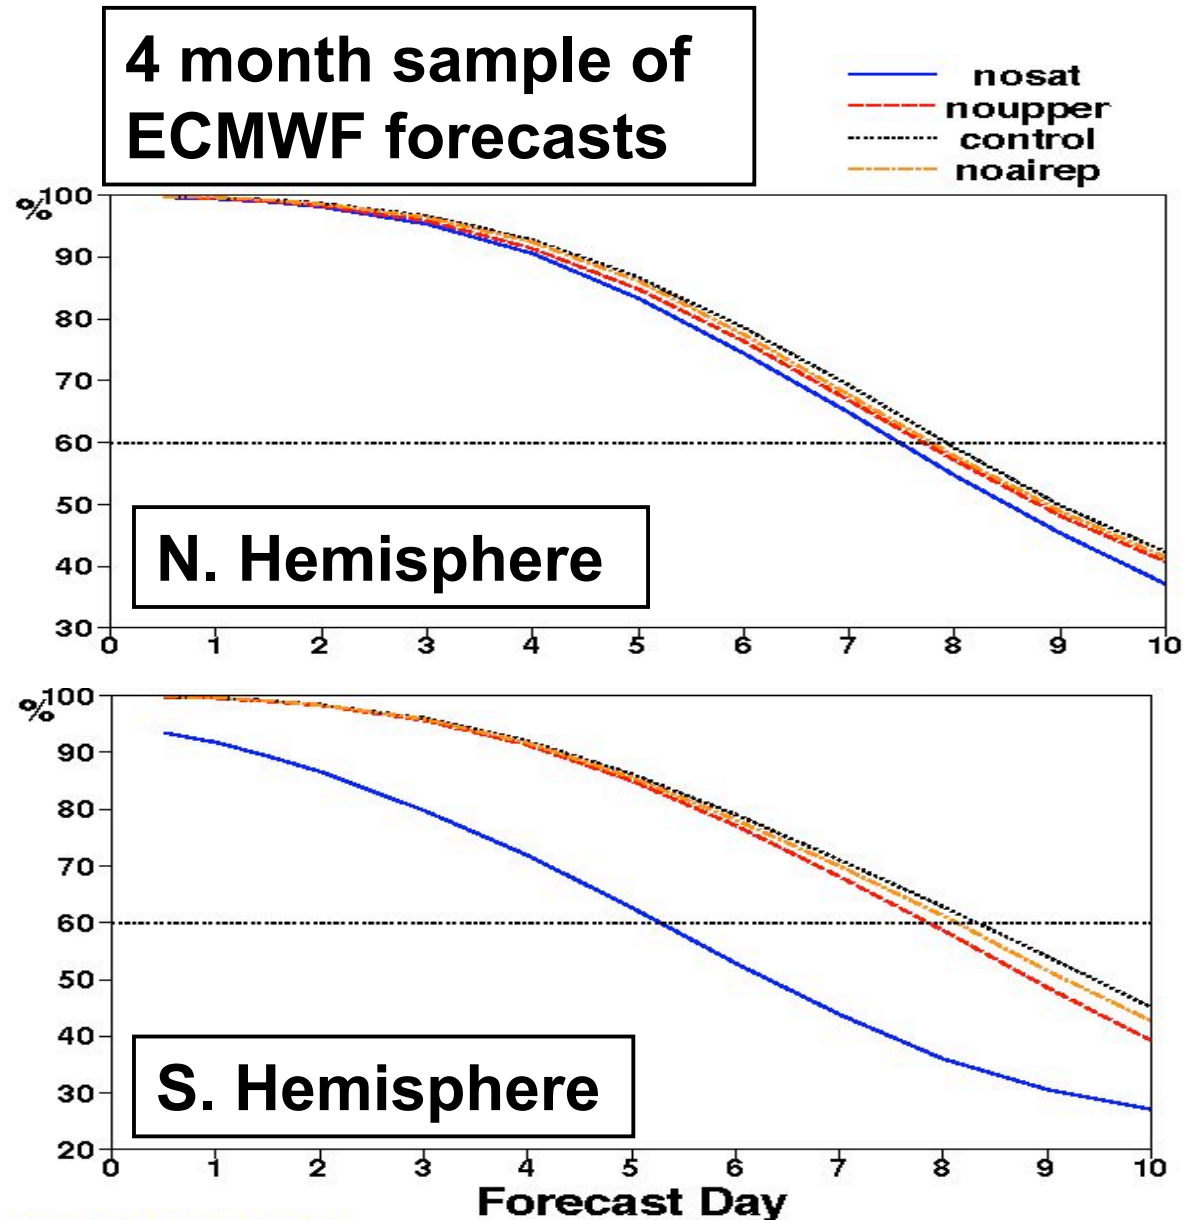 4 month sample of
ECMWF forecasts
nosat
noupper
control
noairep
%
100
90
80
70
60
50
40
30
N. Hemisphere
0 1 2 3 4 5 6 7 8 9 10
%
100
90
80
70
60
50
40
30
20
S. Hemisphere
0 1 2 3 4 5 6 7 8 9 10
Forecast Day